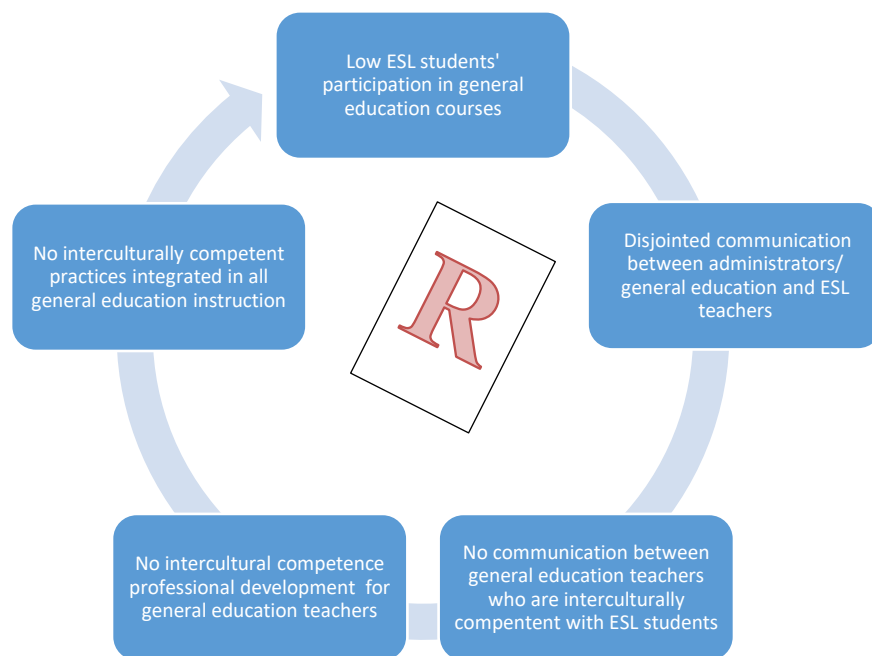 Low ESL students'
participation in general
education courses
Disjointed communication
between administrators/
general education and ESL
teachers
No communication between
general education teachers
who are interculturally
compentent with ESL students
No intercultural competence
professional development  for
general education teachers
No interculturally competent
practices integrated in all
general education instruction
R